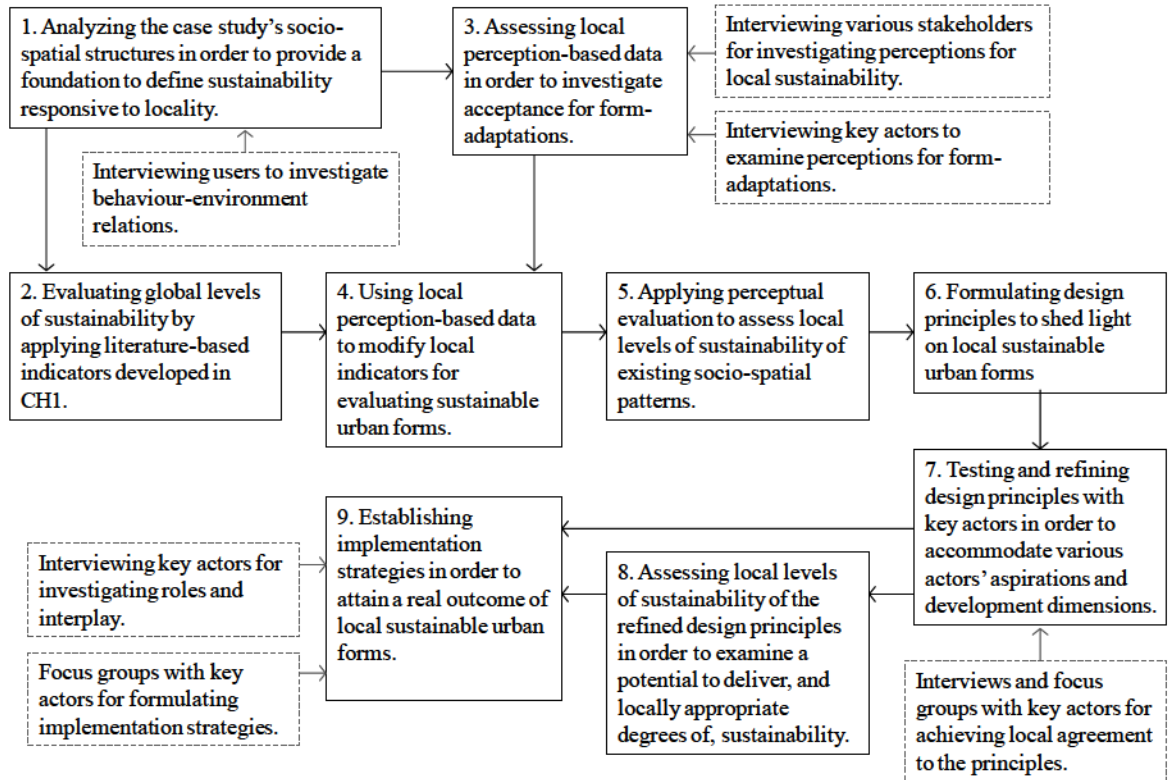 1. Analyzing the case study's socio-
spatial structures in order to provide a
foundation to define sustainability
responsive to locality.
3. Assessing local
perception-based data
in order to investigate
acceptance for form-
adaptations.
Interviewing various stakeholders
for investigating perceptions for
local sustainability.
Interviewing key actors to
examine perceptions for form-
adaptations.
Interviewing users to investigate
behaviour-environment
relations.
2. Evaluating global levels
of sustainability by
applying literature-based
indicators developed in
CH1.
4. Using local
perception-based data
to modify local
indicators for
evaluating sustainable
urban forms.
5. Applying perceptual
evaluation to assess local
levels of sustainability of
existing socio-spatial
patterns.
6. Formulating design
principles to shed light
on local sustainable
urban forms
7. Testing and refining
design principles with
key actors in order to
accommodate various
actors' aspirations and
development dimensions.
Interviews and focus
groups with key actors for
achieving local agreement
to the principles.
8. Assessing local levels
of sustainability of the
refined design principles
in order to examine a
potential to deliver, and
locally appropriate
degrees of, sustainability.
9. Establishing
implementation
strategies in order to
attain a real outcome of
local sustainable urban
forms.
Interviewing key actors for
investigating roles and
interplay.
Focus groups with key
actors for formulating
implementation strategies.